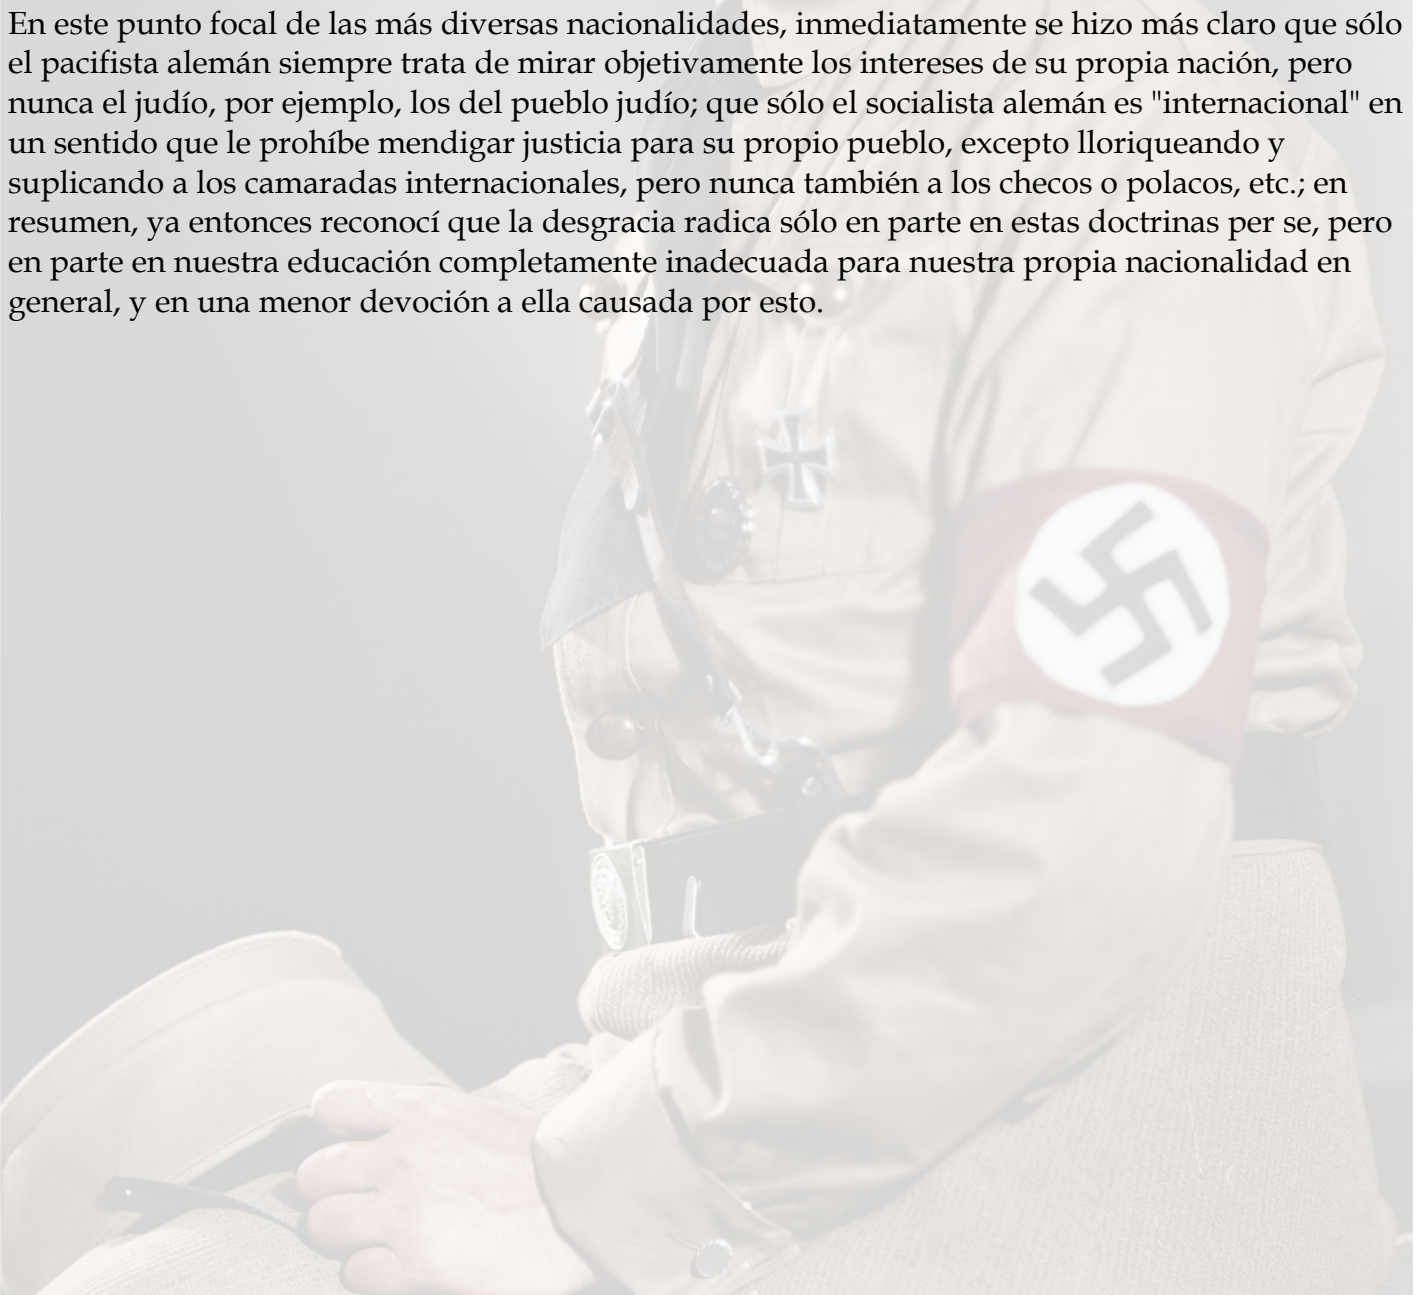 En este punto focal de las más diversas nacionalidades, inmediatamente se hizo más claro que sólo
el pacifista alemán siempre trata de mirar objetivamente los intereses de su propia nación, pero
nunca el judío, por ejemplo, los del pueblo judío; que sólo el socialista alemán es "internacional" en
un sentido que le prohíbe mendigar justicia para su propio pueblo, excepto lloriqueando y
suplicando a los camaradas internacionales, pero nunca también a los checos o polacos, etc.; en
resumen, ya entonces reconocí que la desgracia radica sólo en parte en estas doctrinas per se, pero
en parte en nuestra educación completamente inadecuada para nuestra propia nacionalidad en
general, y en una menor devoción a ella causada por esto.